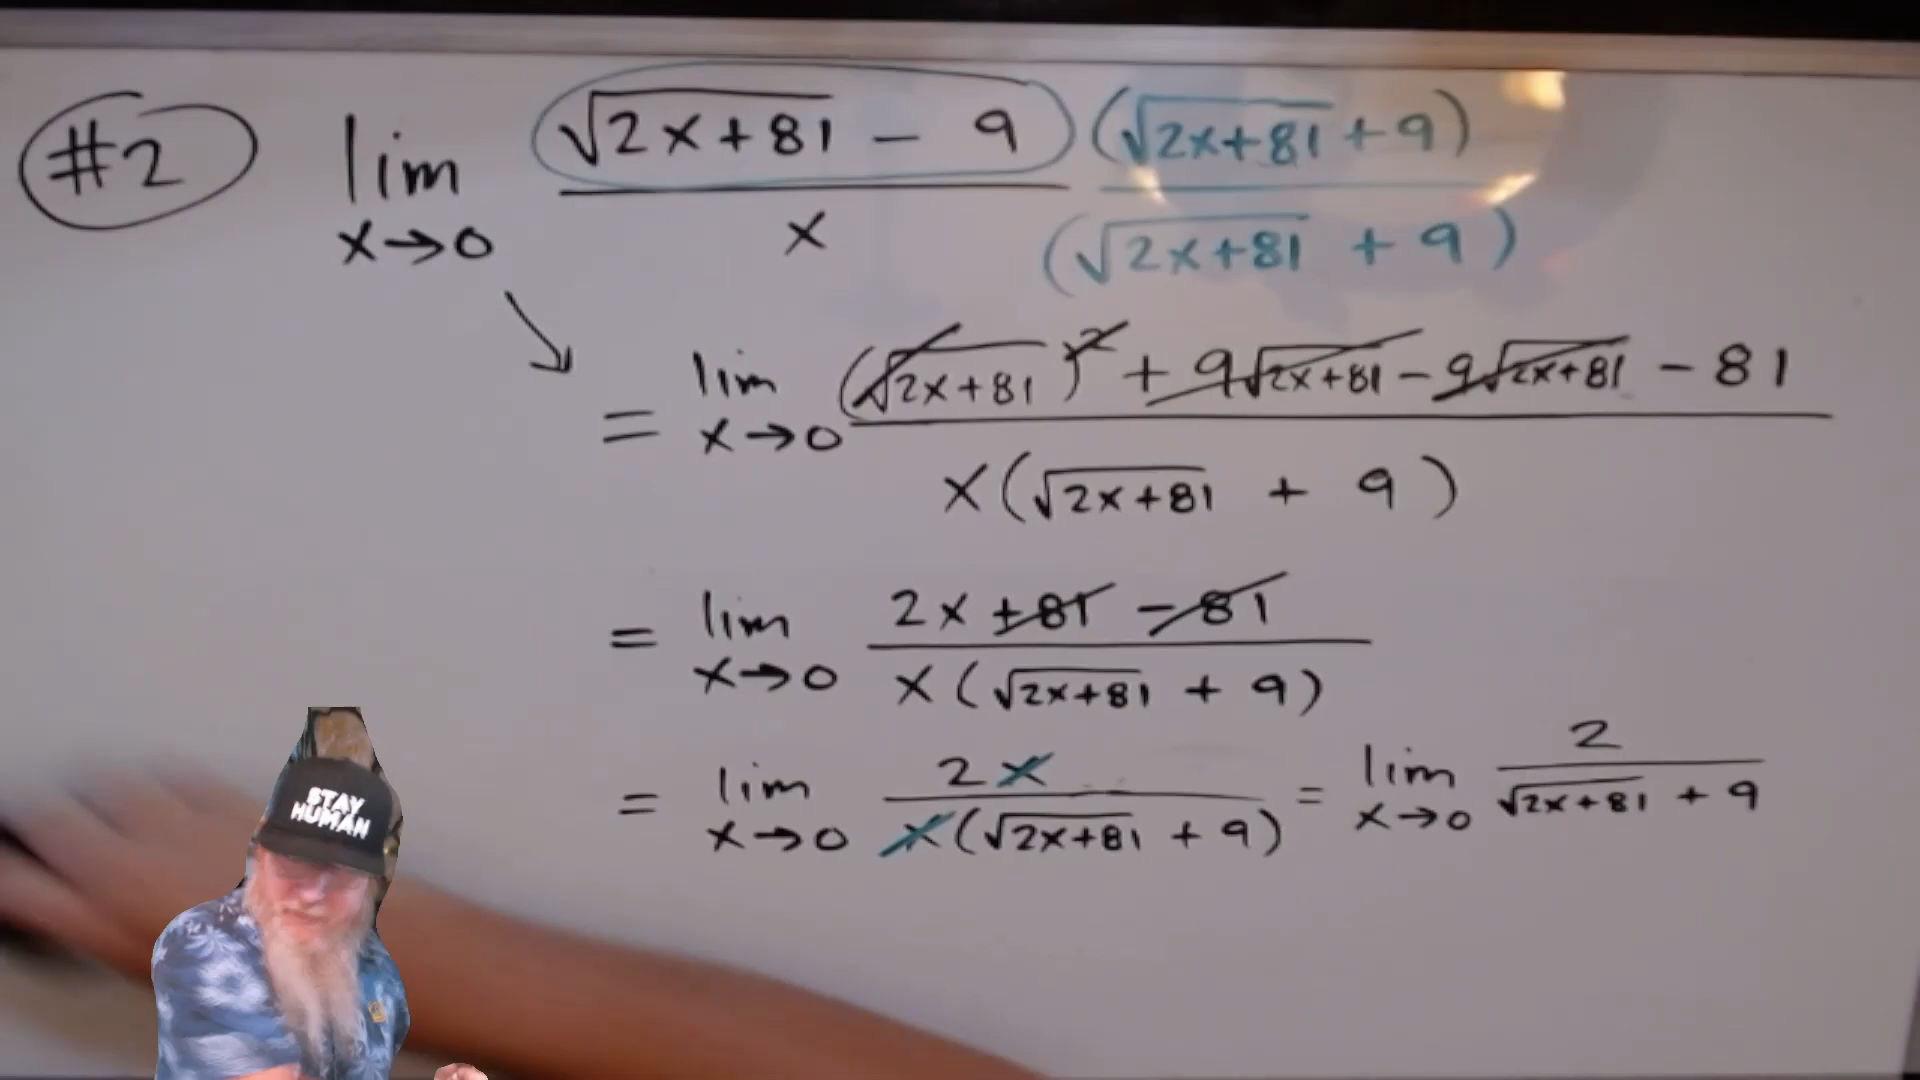 #2 lim x→0 (√(2x+81) − 9)/x · (√(2x+81) + 9)/(√(2x+81) + 9)
= lim x→0 ((√(2x+81))² + 9√(2x+81) − 9√(2x+81) − 81)/(x(√(2x+81) + 9))
= lim x→0 (2x + 81 − 81)/(x(√(2x+81) + 9))
= lim x→0 2x/(x(√(2x+81) + 9)) = lim x→0 2/(√(2x+81) + 9)
STAY
HUMAN